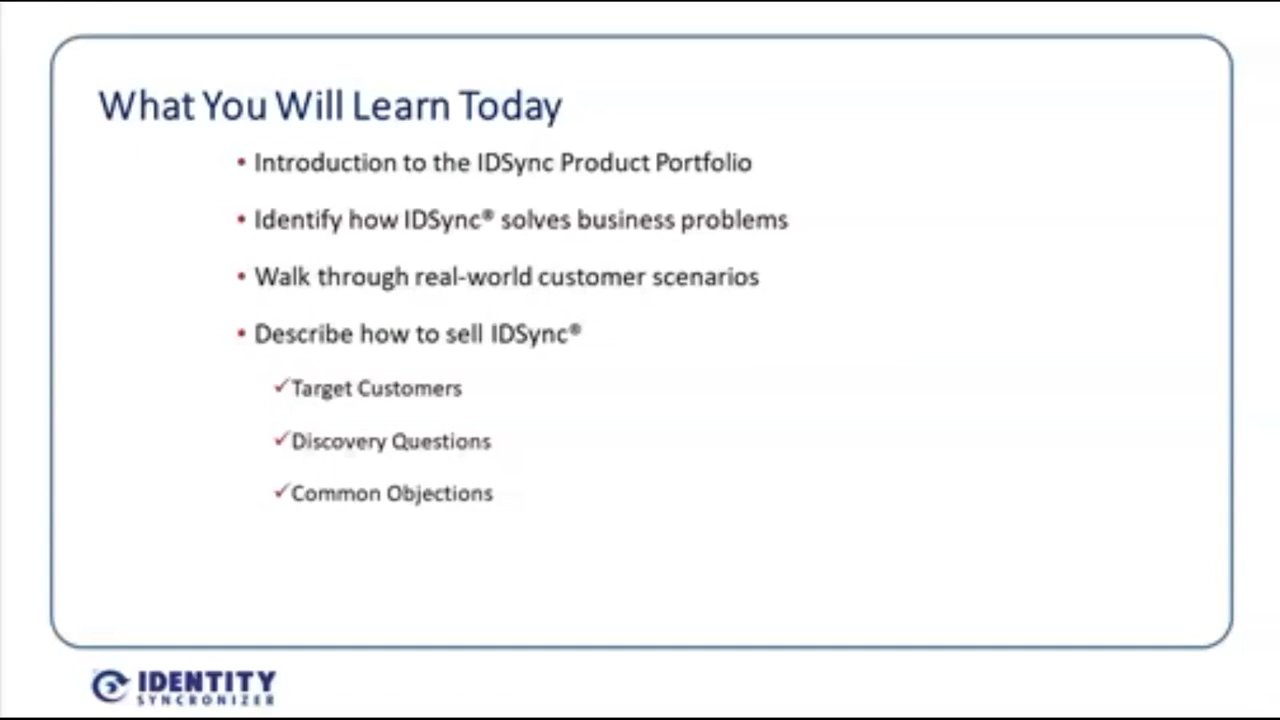 What You Will Learn Today
• Introduction to the IDSync Product Portfolio
• Identify how IDSync® solves business problems
• Walk through real-world customer scenarios
• Describe how to sell IDSync®
✓Target Customers
✓Discovery Questions
✓Common Objections
IDENTITY
SYNCRONIZER